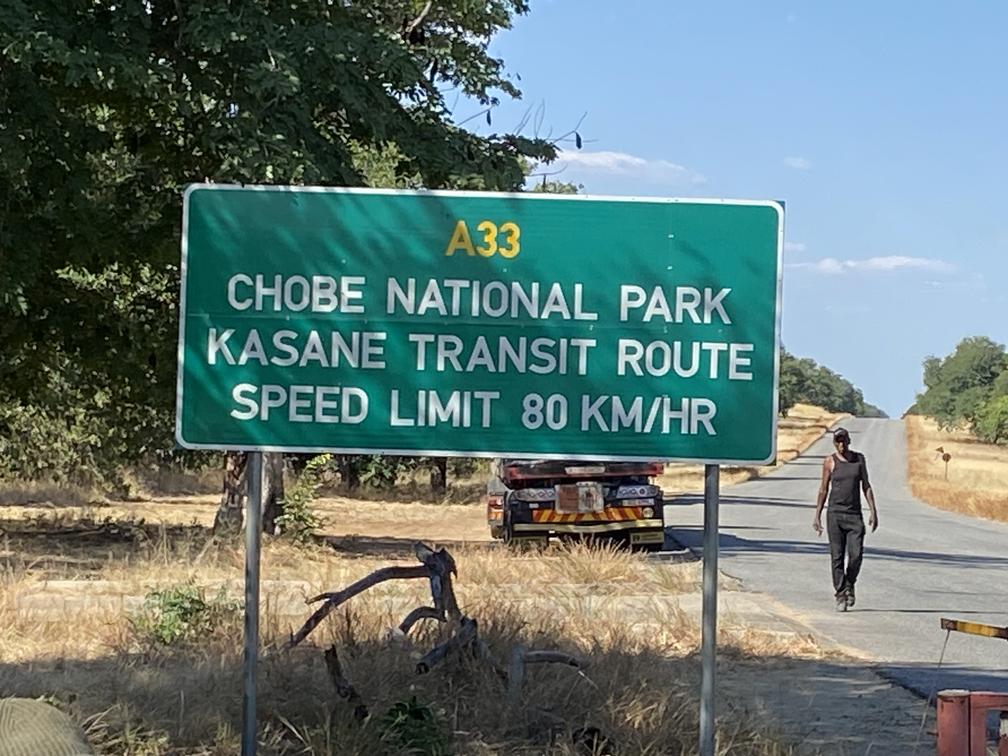 A33
CHOBE NATIONAL PARK
KASANE TRANSIT ROUTE
SPEED LIMIT 80 KM/HR